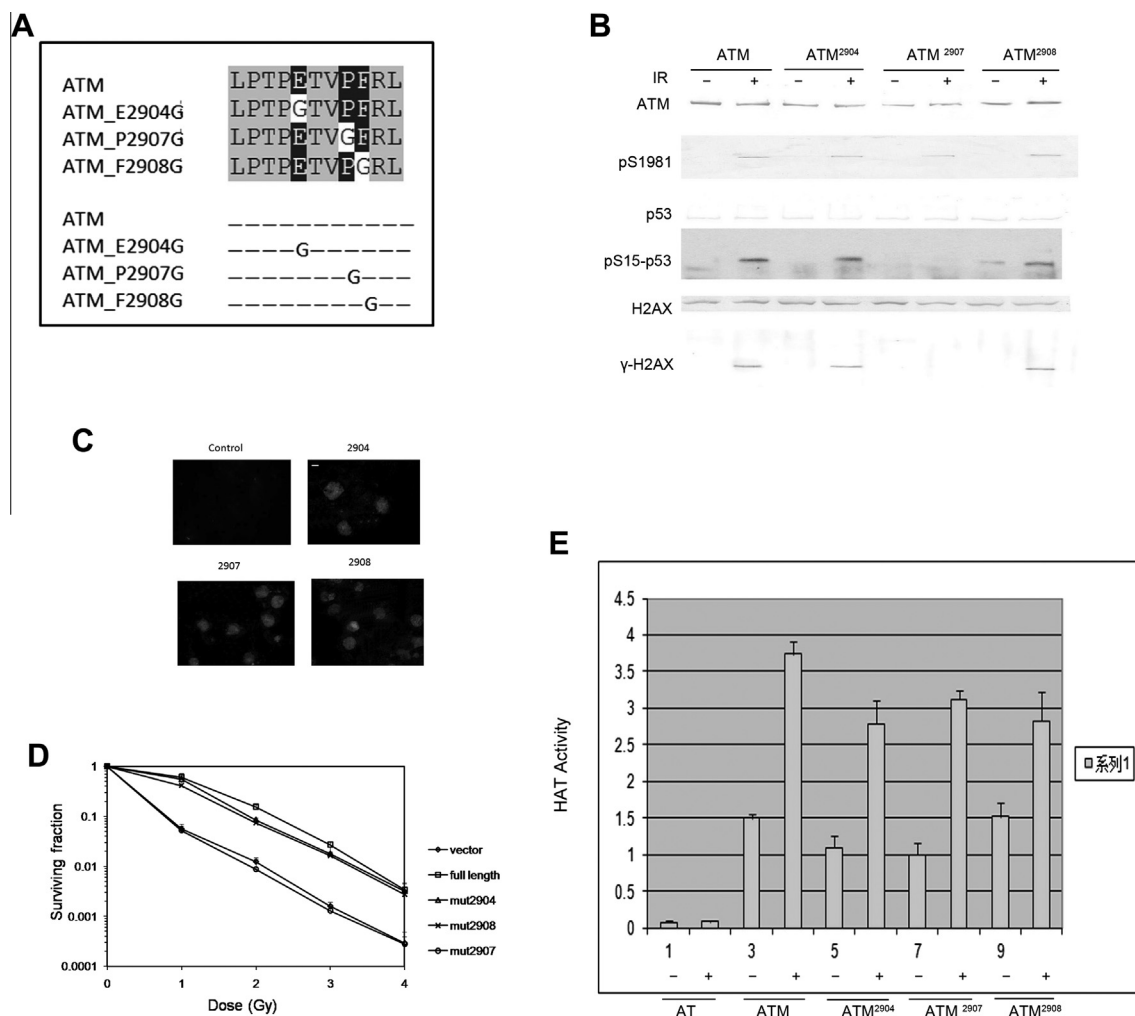 A
ATM
ATM_E2904G
ATM_P2907G
ATM_F2908G
LPTPETVPFRL
LPTPGTVPFRL
LPTPETVGFRL
LPTPETVPGRL
ATM
ATM_E2904G
ATM_P2907G
ATM_F2908G
— — — — — — — — — — —
— — — — G — — — — — —
— — — — — — — G — — —
— — — — — — — — G — —
B
ATM ATM2904 ATM 2907 ATM2908
IR − + − + − + − +
ATM
pS1981
p53
pS15-p53
H2AX
γ-H2AX
C
Control 2904
2907 2908
D
Surviving fraction
1
0.1
0.01
0.001
0.0001
0 1 2 3 4
Dose (Gy)
vector
full length
mut2904
mut2908
mut2907
E
HAT Activity
4.5
4
3.5
3
2.5
2
1.5
1
0.5
0
1 3 5 7 9
− + − + − + − + − +
AT ATM ATM2904 ATM 2907 ATM2908
系列1